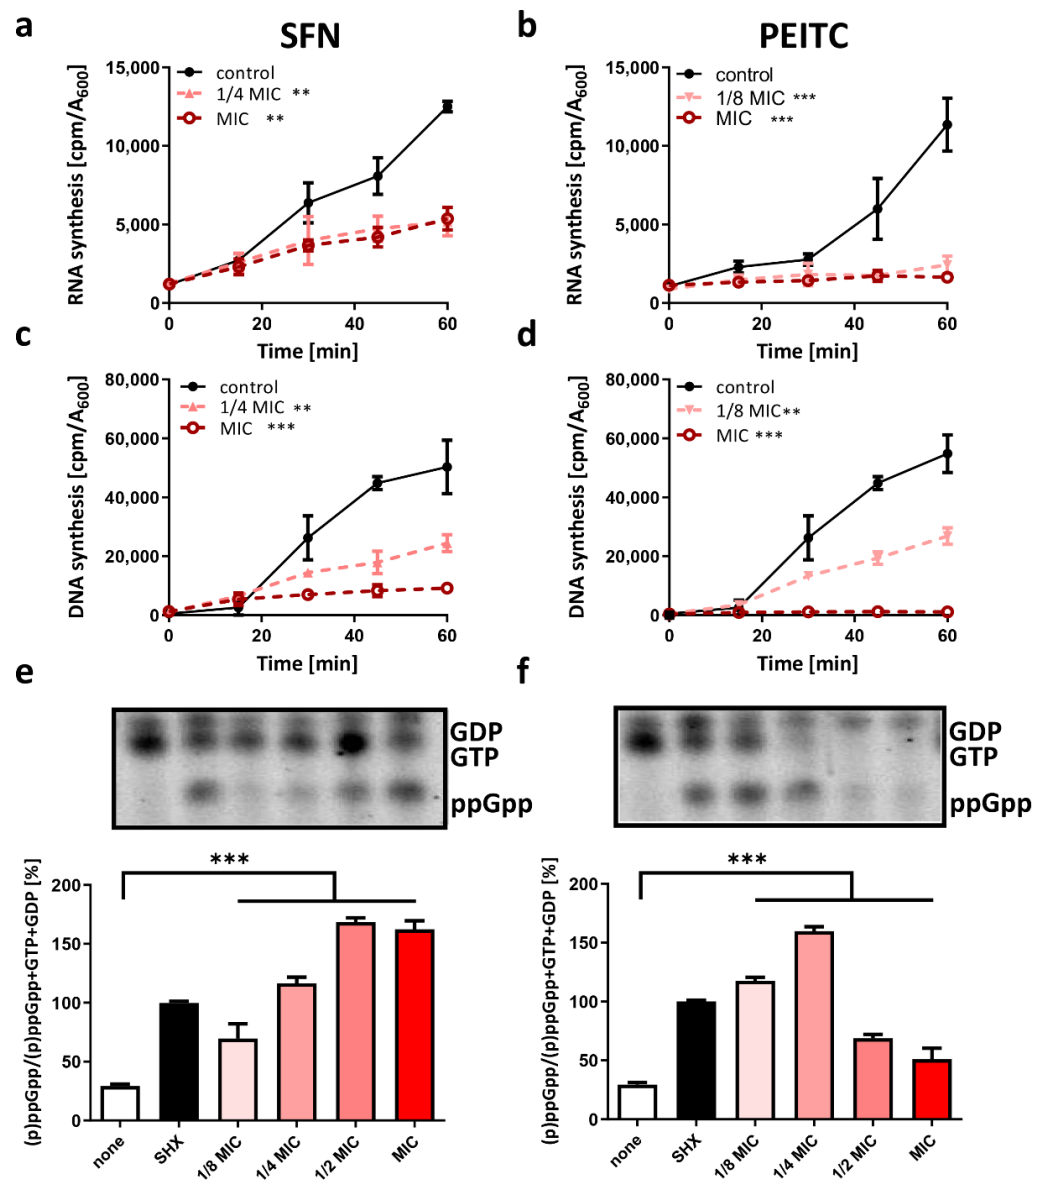 a
SFN
RNA synthesis [cpm/A600]
15,000
10,000
5,000
0
control
1/4 MIC **
MIC **
0 20 40 60
Time [min]
b
PEITC
RNA synthesis [cpm/A600]
15,000
10,000
5,000
0
control
1/8 MIC ***
MIC ***
0 20 40 60
Time [min]
c
DNA synthesis [cpm/A600]
80,000
60,000
40,000
20,000
0
control
1/4 MIC **
MIC ***
0 20 40 60
Time [min]
d
DNA synthesis [cpm/A600]
80,000
60,000
40,000
20,000
0
control
1/8 MIC**
MIC ***
0 20 40 60
Time [min]
e
GDP
GTP
ppGpp
(p)ppGpp/(p)ppGpp+GTP+GDP [%]
200
150
100
50
0
***
none SHX 1/8 MIC 1/4 MIC 1/2 MIC MIC
f
GDP
GTP
ppGpp
(p)ppGpp/(p)ppGpp+GTP+GDP [%]
200
150
100
50
0
***
none SHX 1/8 MIC 1/4 MIC 1/2 MIC MIC